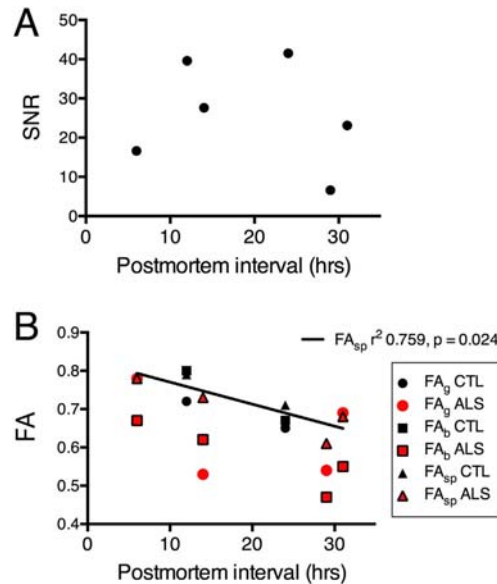 A
50
40
30
20
10
0
SNR
0 10 20 30
Postmortem interval (hrs)
B
FAsp r² 0.759, p = 0.024
0.9
0.8
0.7
0.6
0.5
0.4
FA
0 10 20 30
Postmortem interval (hrs)
FAg CTL
FAg ALS
FAb CTL
FAb ALS
FAsp CTL
FAsp ALS